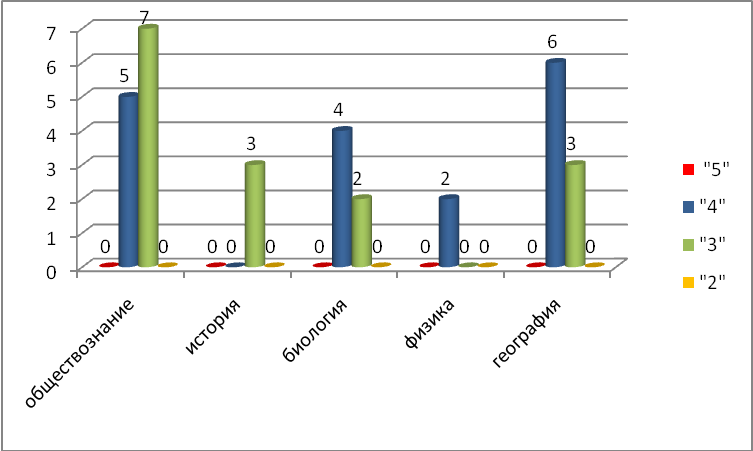 7
6
5
4
3
2
1
0
0 5 7 0
0 0 3 0
0 4 2 0
0 2 0 0
0 6 3 0
обществознание
история
биология
физика
география
"5"
"4"
"3"
"2"